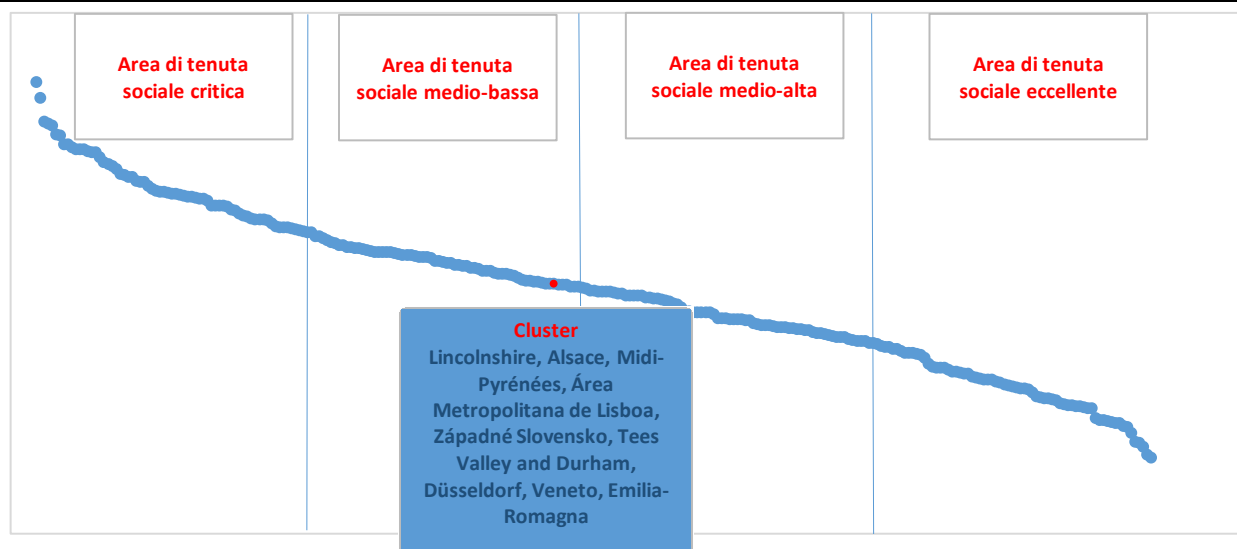 Area di tenuta
sociale critica
Area di tenuta
sociale medio-bassa
Area di tenuta
sociale medio-alta
Area di tenuta
sociale eccellente
Cluster
Lincolnshire, Alsace, Midi-
Pyrénées, Área
Metropolitana de Lisboa,
Západné Slovensko, Tees
Valley and Durham,
Düsseldorf, Veneto, Emilia-
Romagna